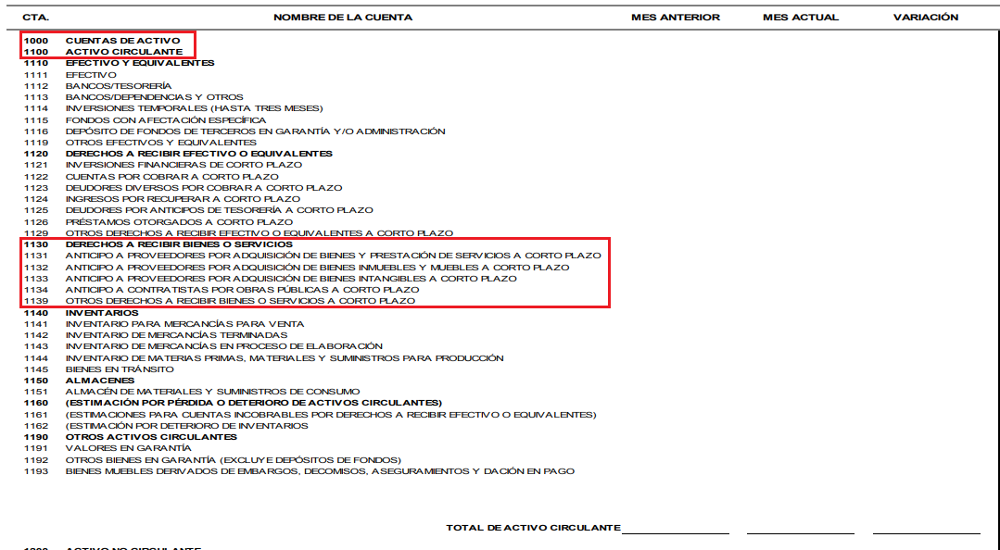 CTA. NOMBRE DE LA CUENTA MES ANTERIOR MES ACTUAL VARIACIÓN
1000 CUENTAS DE ACTIVO
1100 ACTIVO CIRCULANTE
1110 EFECTIVO Y EQUIVALENTES
1111 EFECTIVO
1112 BANCOS/TESORERÍA
1113 BANCOS/DEPENDENCIAS Y OTROS
1114 INVERSIONES TEMPORALES (HASTA TRES MESES)
1115 FONDOS CON AFECTACIÓN ESPECÍFICA
1116 DEPÓSITO DE FONDOS DE TERCEROS EN GARANTÍA Y/O ADMINISTRACIÓN
1119 OTROS EFECTIVOS Y EQUIVALENTES
1120 DERECHOS A RECIBIR EFECTIVO O EQUIVALENTES
1121 INVERSIONES FINANCIERAS DE CORTO PLAZO
1122 CUENTAS POR COBRAR A CORTO PLAZO
1123 DEUDORES DIVERSOS POR COBRAR A CORTO PLAZO
1124 INGRESOS POR RECUPERAR A CORTO PLAZO
1125 DEUDORES POR ANTICIPOS DE TESORERÍA A CORTO PLAZO
1126 PRÉSTAMOS OTORGADOS A CORTO PLAZO
1129 OTROS DERECHOS A RECIBIR EFECTIVO O EQUIVALENTES A CORTO PLAZO
1130 DERECHOS A RECIBIR BIENES O SERVICIOS
1131 ANTICIPO A PROVEEDORES POR ADQUISICIÓN DE BIENES Y PRESTACIÓN DE SERVICIOS A CORTO PLAZO
1132 ANTICIPO A PROVEEDORES POR ADQUISICIÓN DE BIENES INMUEBLES Y MUEBLES A CORTO PLAZO
1133 ANTICIPO A PROVEEDORES POR ADQUISICIÓN DE BIENES INTANGIBLES A CORTO PLAZO
1134 ANTICIPO A CONTRATISTAS POR OBRAS PÚBLICAS A CORTO PLAZO
1139 OTROS DERECHOS A RECIBIR BIENES O SERVICIOS A CORTO PLAZO
1140 INVENTARIOS
1141 INVENTARIO PARA MERCANCÍAS PARA VENTA
1142 INVENTARIO DE MERCANCÍAS TERMINADAS
1143 INVENTARIO DE MERCANCÍAS EN PROCESO DE ELABORACIÓN
1144 INVENTARIO DE MATERIAS PRIMAS, MATERIALES Y SUMINISTROS PARA PRODUCCIÓN
1145 BIENES EN TRÁNSITO
1150 ALMACENES
1151 ALMACÉN DE MATERIALES Y SUMINISTROS DE CONSUMO
1160 (ESTIMACIÓN POR PÉRDIDA O DETERIORO DE ACTIVOS CIRCULANTES)
1161 (ESTIMACIONES PARA CUENTAS INCOBRABLES POR DERECHOS A RECIBIR EFECTIVO O EQUIVALENTES)
1162 (ESTIMACIÓN POR DETERIORO DE INVENTARIOS
1190 OTROS ACTIVOS CIRCULANTES
1191 VALORES EN GARANTÍA
1192 OTROS BIENES EN GARANTÍA (EXCLUYE DEPÓSITOS DE FONDOS)
1193 BIENES MUEBLES DERIVADOS DE EMBARGOS, DECOMISOS, ASEGURAMIENTOS Y DACIÓN EN PAGO
TOTAL DE ACTIVO CIRCULANTE
1200 ACTIVO NO CIRCULANTE